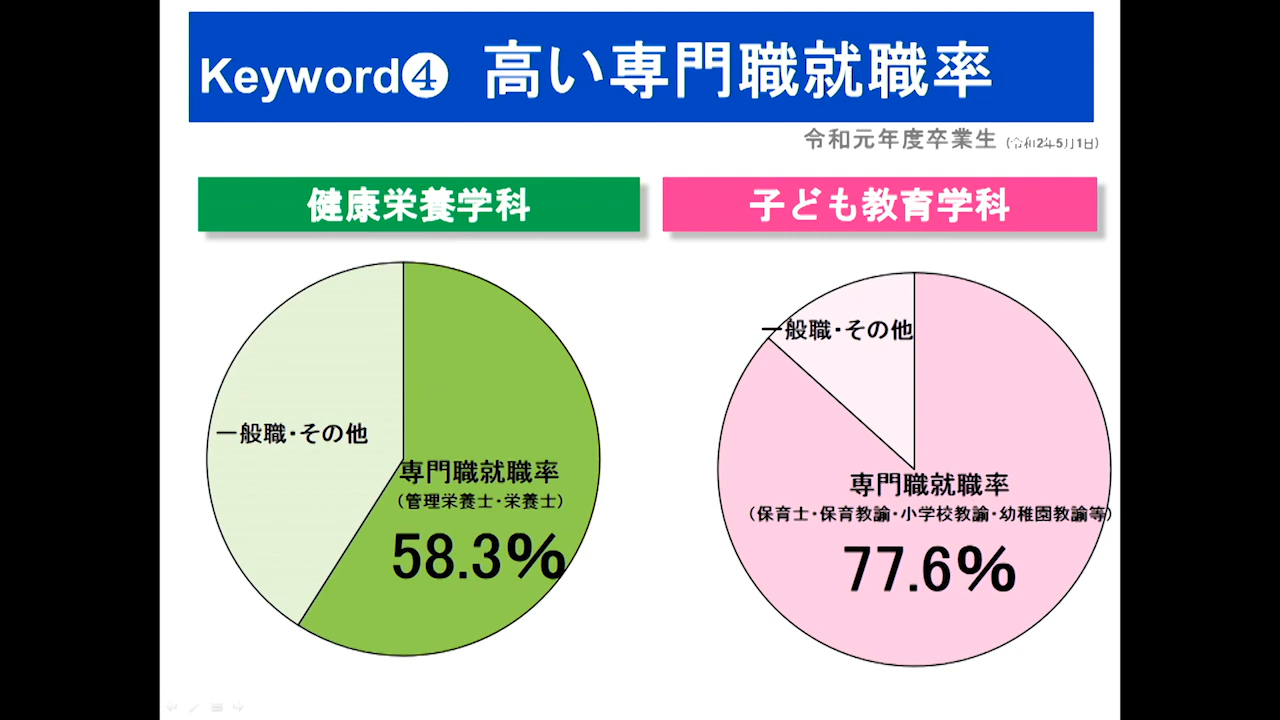 Keyword❹ 高い専門職就職率
令和元年度卒業生 (令和2年5月1日)
健康栄養学科
子ども教育学科
一般職・その他
専門職就職率
(管理栄養士・栄養士)
58.3%
一般職・その他
専門職就職率
(保育士・保育教諭・小学校教諭・幼稚園教諭等)
77.6%